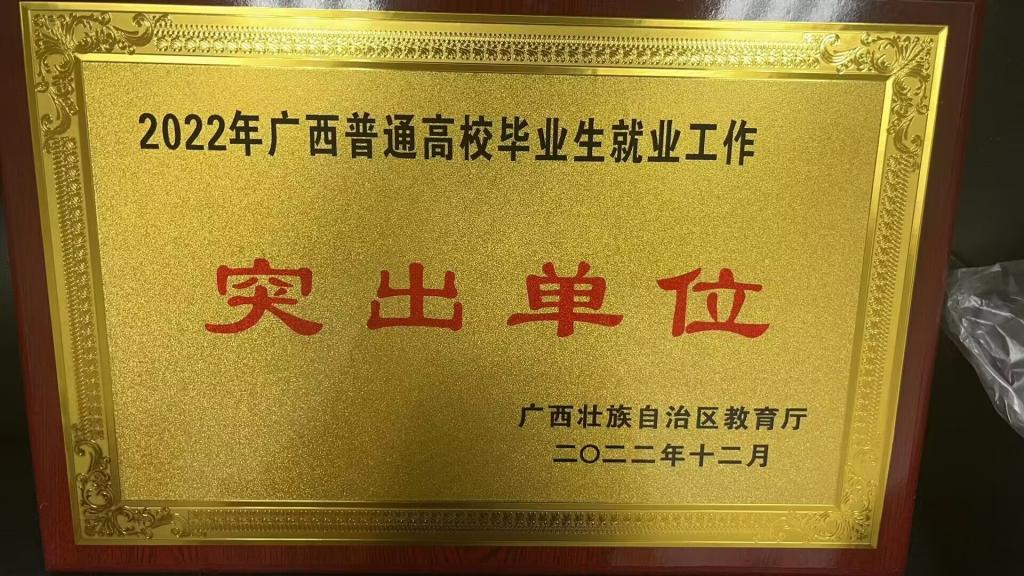 2022年广西普通高校毕业生就业工作
突出单位
广西壮族自治区教育厅
二〇二二年十二月